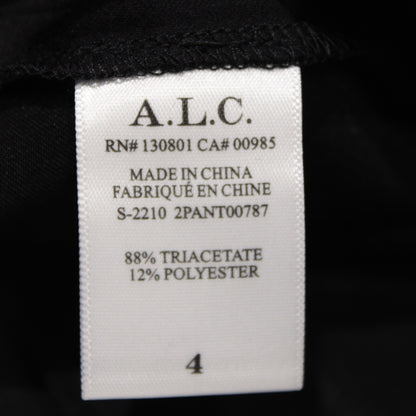 A.L.C.
RN# 130801 CA# 00985
MADE IN CHINA
FABRIQUÉ EN CHINE
S-2210 2PANT00787
88% TRIACETATE
12% POLYESTER
4